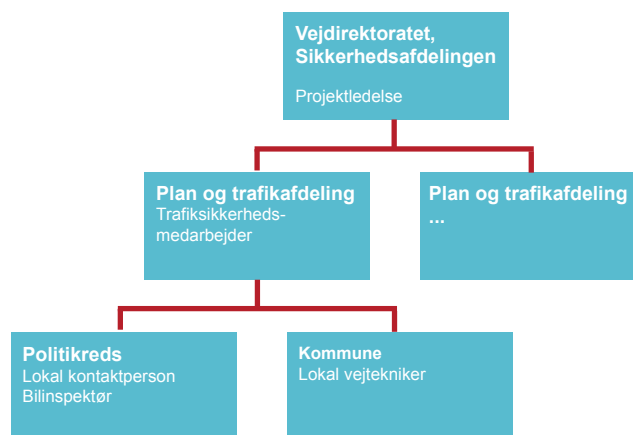 Vejdirektoratet,
Sikkerhedsafdelingen
Projektledelse
Plan og trafikafdeling
Trafiksikkerheds-
medarbejder
Plan og trafikafdeling
...
Politikreds
Lokal kontaktperson
Bilinspektør
Kommune
Lokal vejtekniker